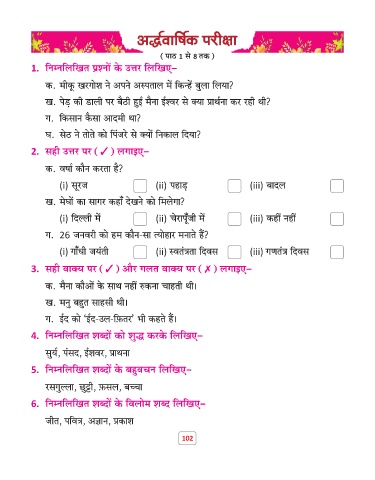 अर्द्धवार्षिक परीक्षा
( पाठ 1 से 8 तक )
1. निम्नलिखित प्रश्नों के उत्तर लिखिए–
क. मीकू खरगोश ने अपने अस्पताल में किन्हें बुला लिया?
ख. पेड़ की डाली पर बैठी हुई मैना ईश्वर से क्या प्रार्थना कर रही थी?
ग. किसान कैसा आदमी था?
घ. सेठ ने तोते को पिंजरे से क्यों निकाल दिया?
2. सही उत्तर पर ( ✓ ) लगाइए–
क. वर्षा कौन करता है?
(i) सूरज (ii) पहाड़ (iii) बादल
ख. मेघों का सागर कहाँ देखने को मिलेगा?
(i) दिल्ली में (ii) चेरापूँजी में (iii) कहीं नहीं
ग. 26 जनवरी को हम कौन-सा त्योहार मनाते हैं?
(i) गाँधी जयंती (ii) स्वतंत्रता दिवस (iii) गणतंत्र दिवस
3. सही वाक्य पर ( ✓ ) और गलत वाक्य पर ( ✗ ) लगाइए–
क. मैना कौओं के साथ नहीं रुकना चाहती थी।
ख. मनु बहुत साहसी थी।
ग. ईद को ‘ईद-उल-फ़ितर’ भी कहते हैं।
4. निम्नलिखित शब्दों को शुद्ध करके लिखिए–
सुर्य, पंसद, ईशवर, प्राथना
5. निम्नलिखित शब्दों के बहुवचन लिखिए–
रसगुल्ला, छुट्टी, फ़सल, बच्चा
6. निम्नलिखित शब्दों के विलोम शब्द लिखिए–
जीत, पवित्र, अज्ञान, प्रकाश
102